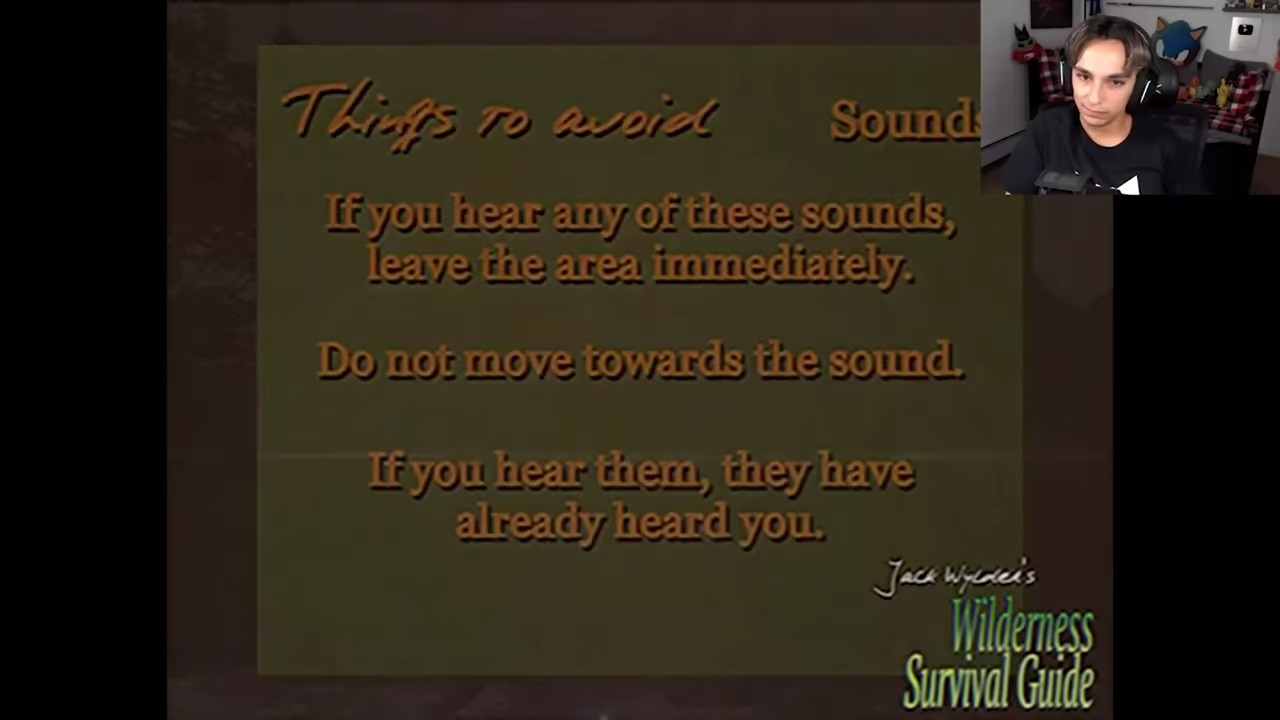 Things to avoid
Sounds
If you hear any of these sounds,
leave the area immediately.
Do not move towards the sound.
If you hear them, they have
already heard you.
Jack Wylder's
Wilderness
Survival Guide